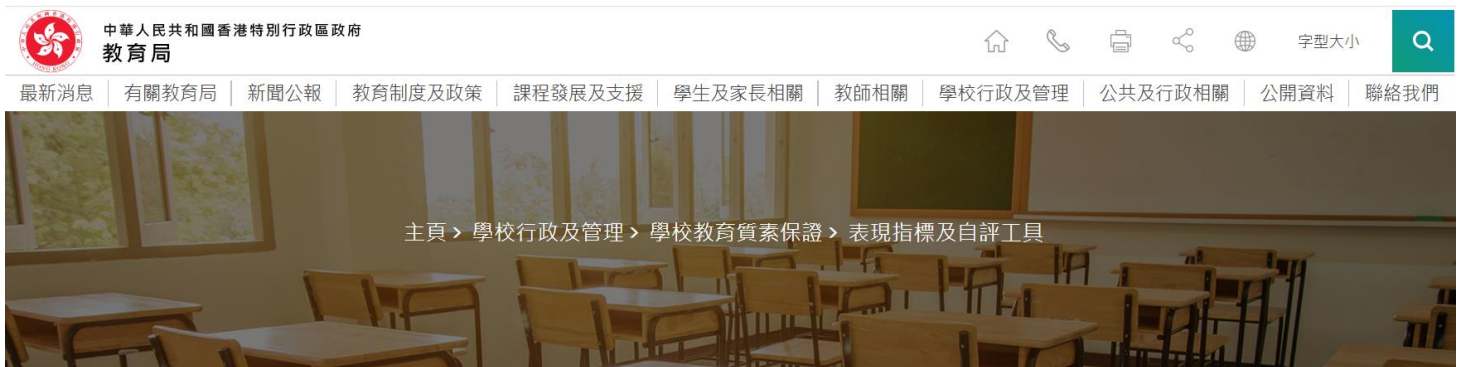 中華人民共和國香港特別行政區政府
教育局
字型大小
最新消息 有關教育局 新聞公報 教育制度及政策 課程發展及支援 學生及家長相關 教師相關 學校行政及管理 公共及行政相關 公開資料 聯絡我們
主頁 > 學校行政及管理 > 學校教育質素保證 > 表現指標及自評工具